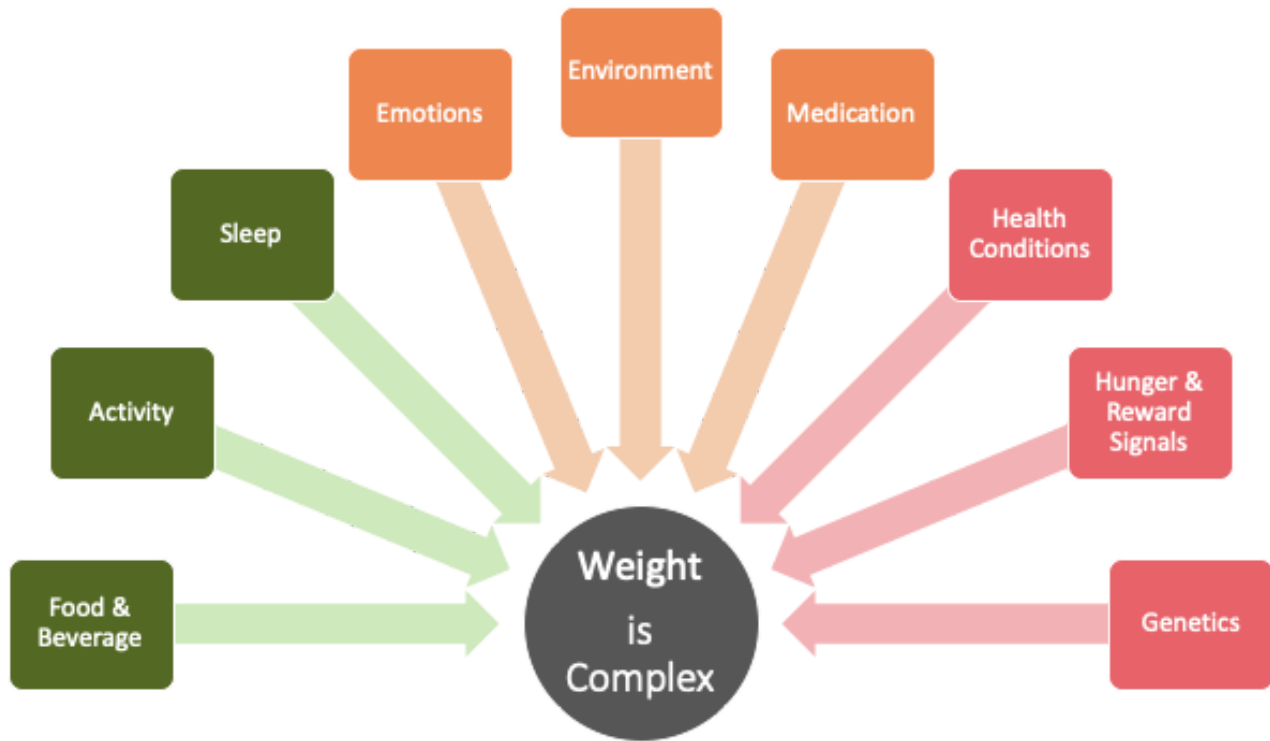 Environment
Emotions
Medication
Sleep
Health
Conditions
Activity
Hunger &
Reward
Signals
Food &
Beverage
Genetics
Weight
is
Complex